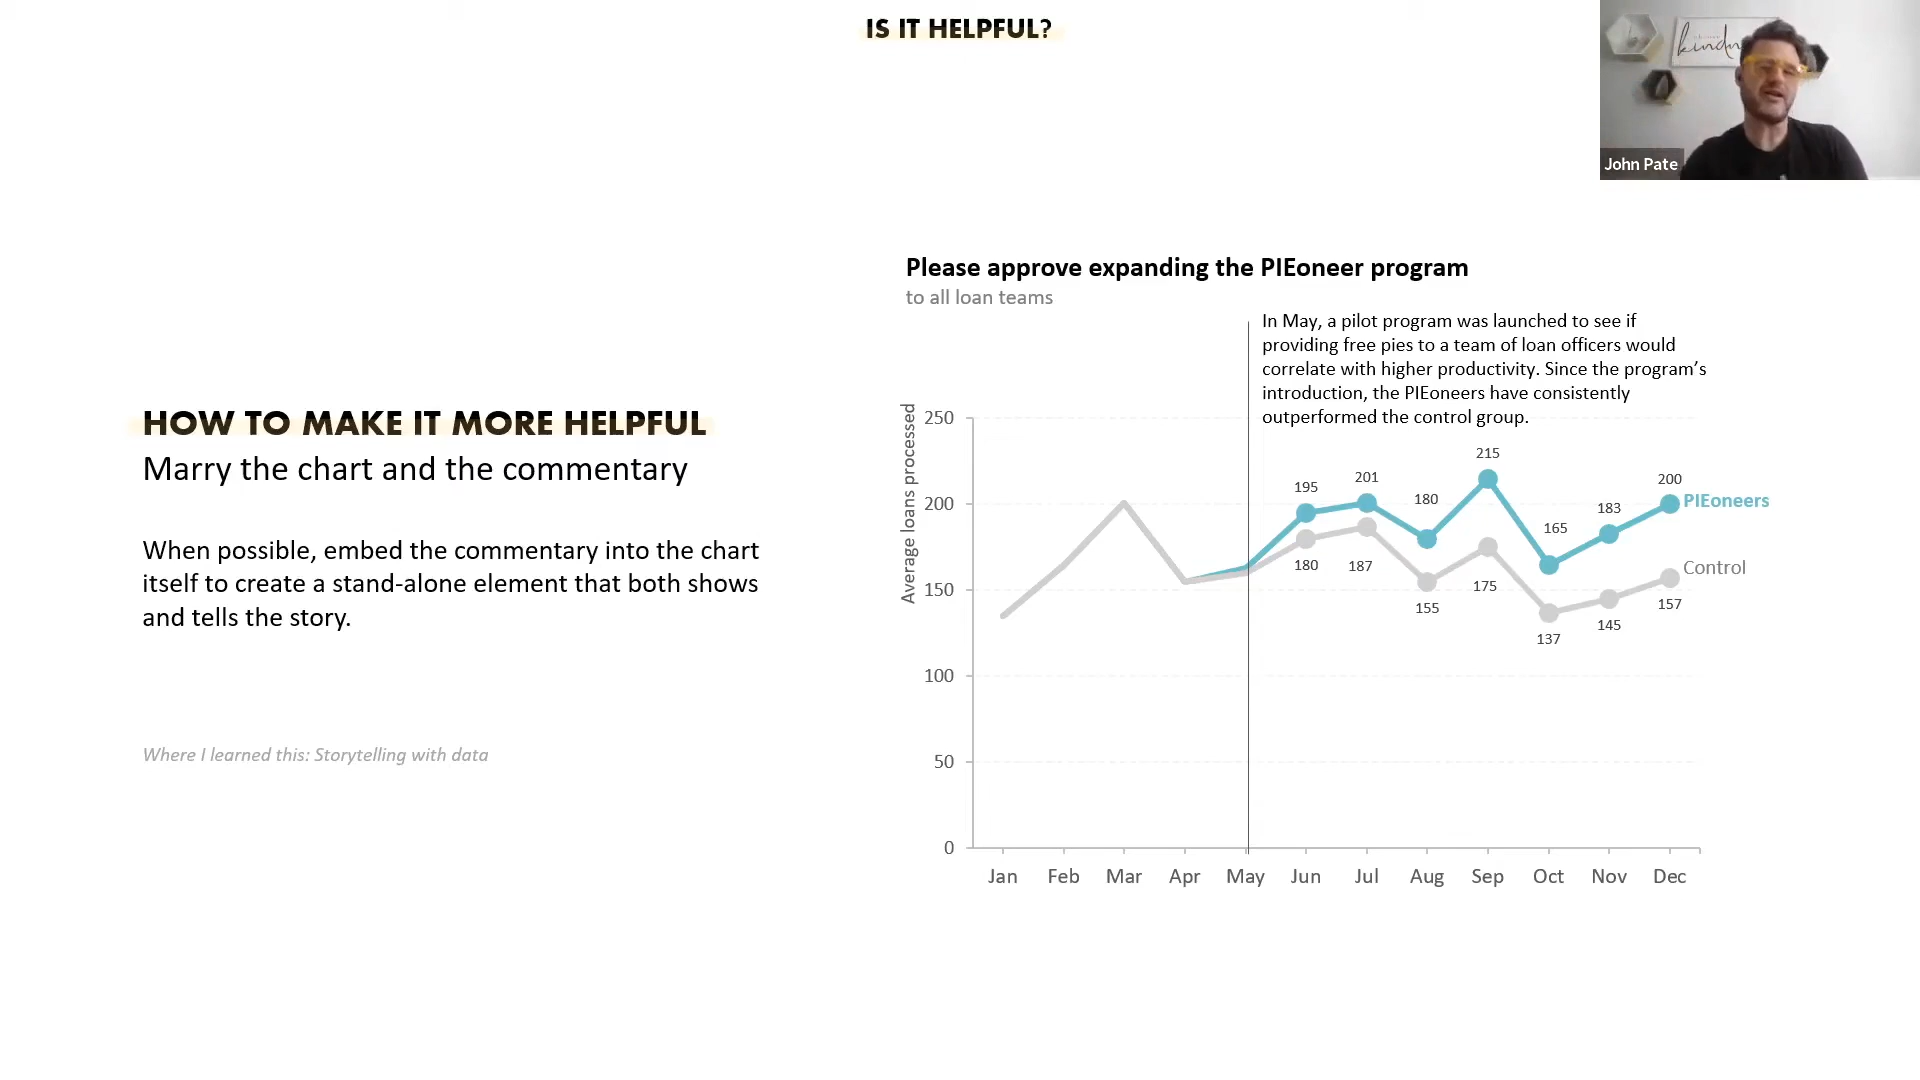 IS IT HELPFUL?
kindn
John Pate
HOW TO MAKE IT MORE HELPFUL
Marry the chart and the commentary
When possible, embed the commentary into the chart
itself to create a stand-alone element that both shows
and tells the story.
Where I learned this: Storytelling with data
Please approve expanding the PIEoneer program
to all loan teams
In May, a pilot program was launched to see if
providing free pies to a team of loan officers would
correlate with higher productivity. Since the program’s
introduction, the PIEoneers have consistently
outperformed the control group.
Average loans processed
250
200
150
100
50
0
195
201
180
215
165
183
200
PIEoneers
180
187
155
175
137
145
157
Control
Jan Feb Mar Apr May Jun Jul Aug Sep Oct Nov Dec